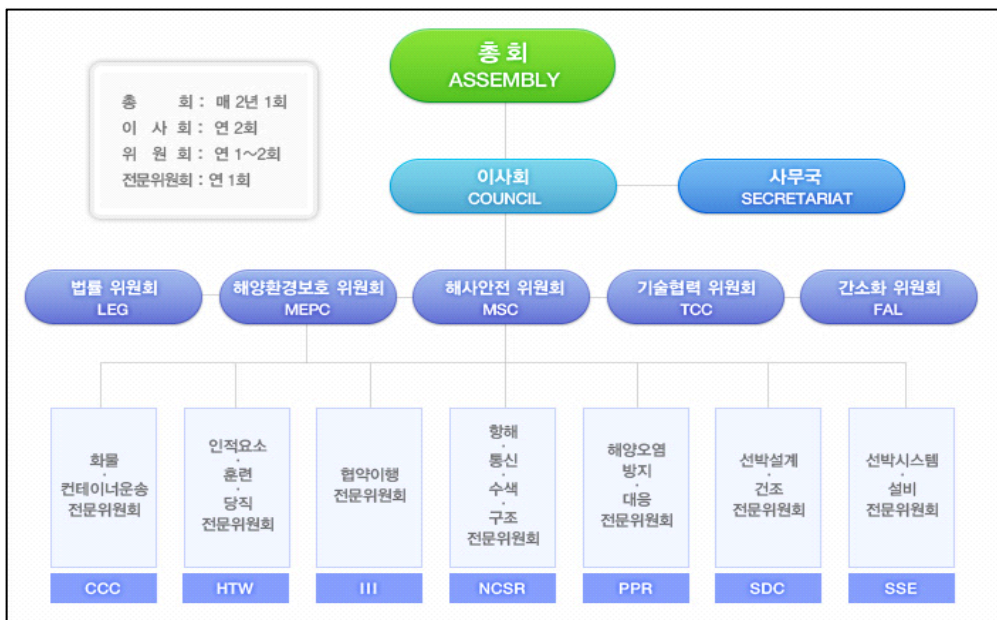 총회
ASSEMBLY
총 회 : 매 2년 1회
이 사 회 : 연 2회
위 원 회 : 연 1~2회
전문위원회 : 연 1회
이사회
COUNCIL
사무국
SECRETARIAT
법률 위원회
LEG
해양환경보호 위원회
MEPC
해사안전 위원회
MSC
기술협력 위원회
TCC
간소화 위원회
FAL
화물
·
컨테이너운송
전문위원회
CCC
인적요소
·
훈련
·
당직
전문위원회
HTW
협약이행
전문위원회
III
항해
·
통신
·
수색
·
구조
전문위원회
NCSR
해양오염
방지
·
대응
전문위원회
PPR
선박설계
·
건조
전문위원회
SDC
선박시스템
·
설비
전문위원회
SSE